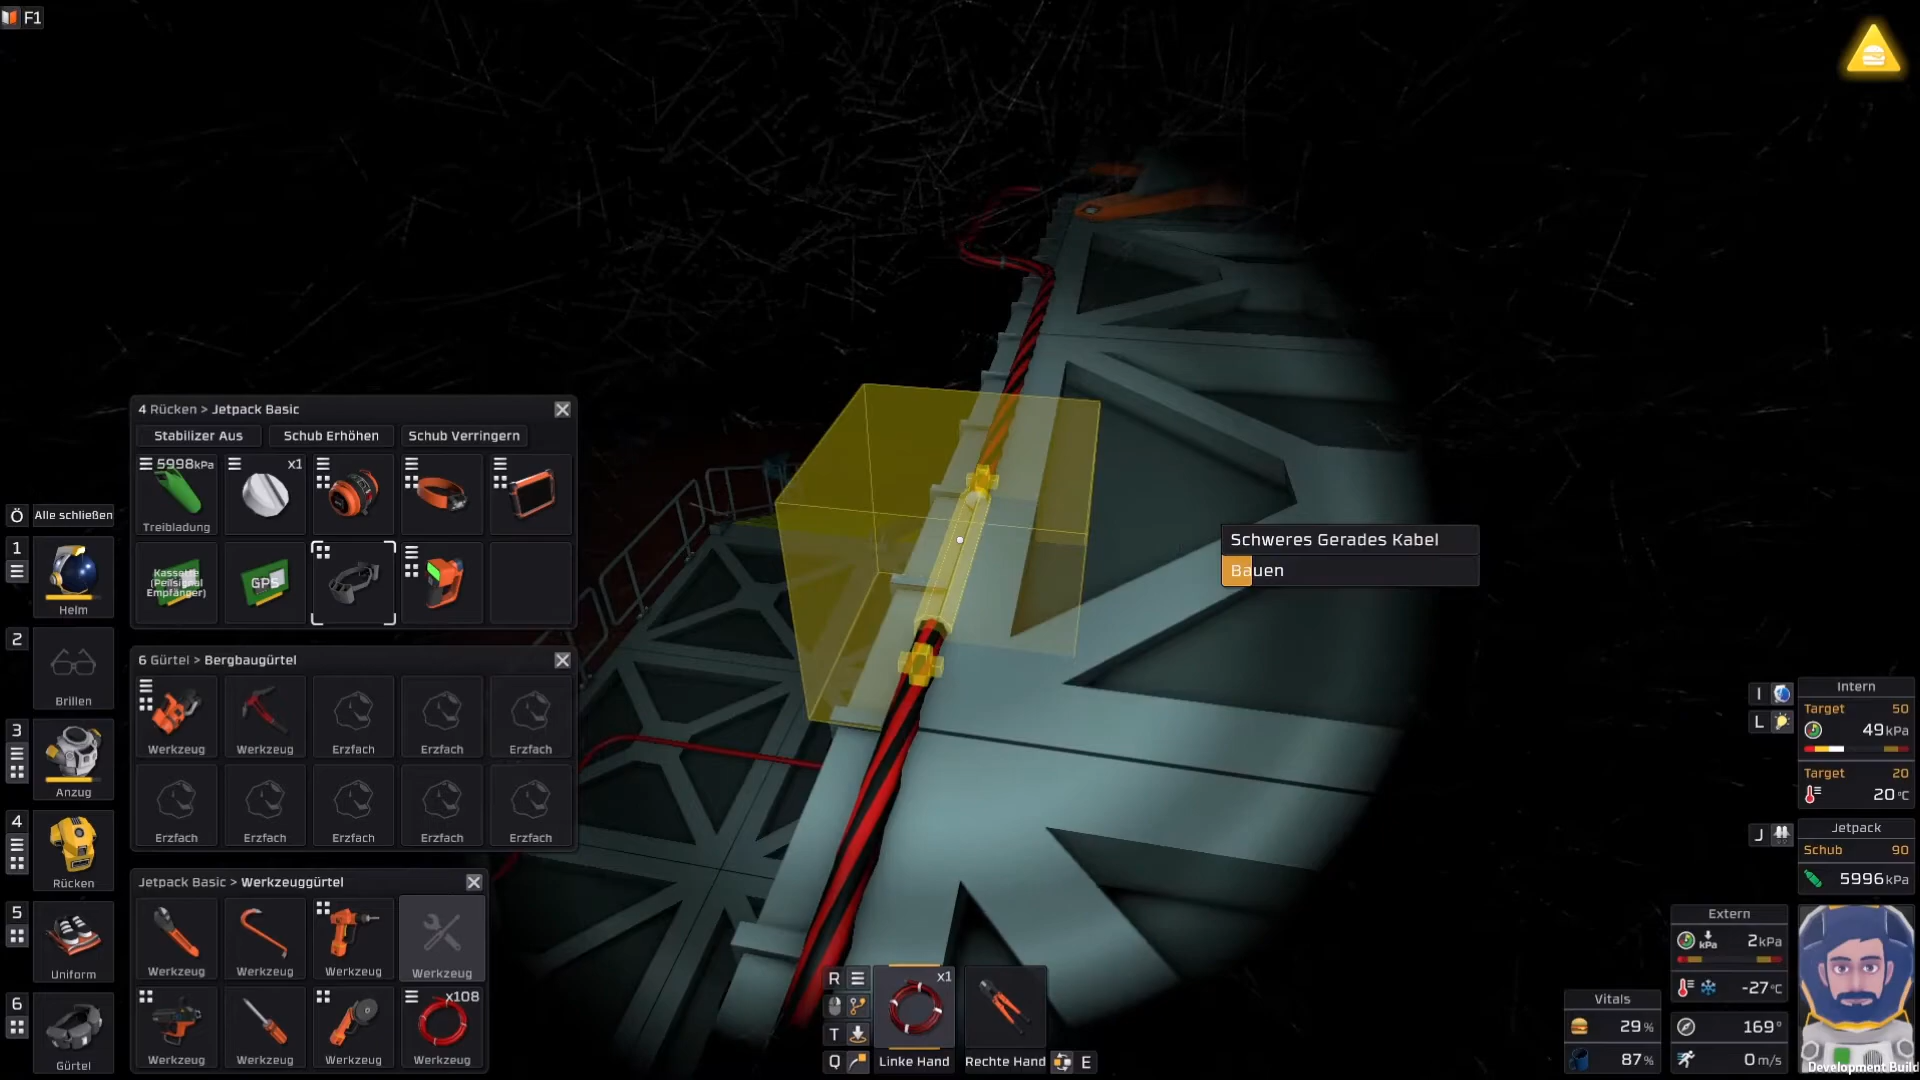 F1
4 Rücken > Jetpack Basic
Stabilizer Aus
Schub Erhöhen
Schub Verringern
5998kPa
x1
Treibladung
Kassette
(Peilsignal
Empfänger)
GPS
Ö
Alle schließen
1
Helm
2
Brillen
3
Anzug
4
Rücken
5
Uniform
6
Gürtel
6 Gürtel > Bergbaugürtel
Werkzeug
Werkzeug
Erzfach
Erzfach
Erzfach
Erzfach
Erzfach
Erzfach
Erzfach
Erzfach
Jetpack Basic > Werkzeuggürtel
Werkzeug
Werkzeug
Werkzeug
Werkzeug
x108
Werkzeug
Werkzeug
Werkzeug
Werkzeug
Schweres Gerades Kabel
Bauen
R
T
Q
x1
Linke Hand
Rechte Hand
E
I
L
Intern
Target 50
49kPa
Target 20
20°C
J
Jetpack
Schub 90
5996kPa
Extern
kPa
2kPa
-27°C
169°
0m/s
Vitals
29%
87%
Development Build